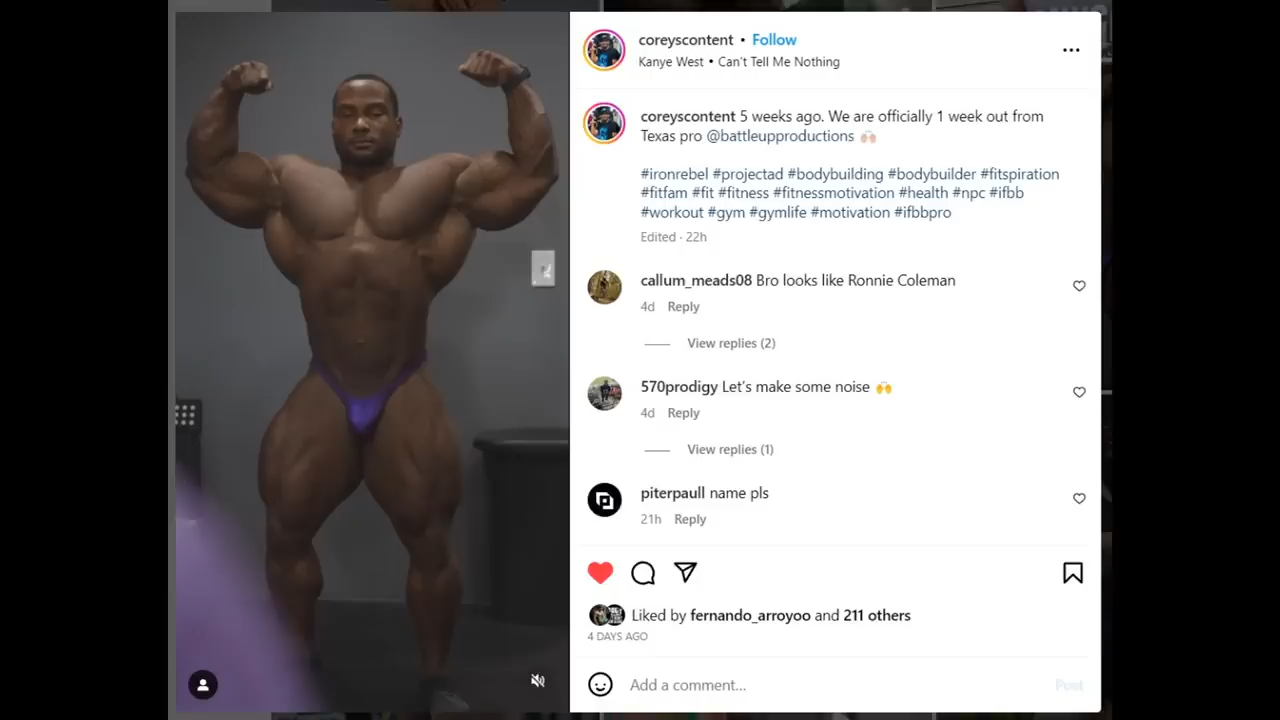 coreyscontent • Follow
Kanye West • Can't Tell Me Nothing
coreyscontent 5 weeks ago. We are officially 1 week out from
Texas pro @battleupproductions 🙌🏻
#ironrebel #projectad #bodybuilding #bodybuilder #fitspiration
#fitfam #fit #fitness #fitnessmotivation #health #npc #ifbb
#workout #gym #gymlife #motivation #ifbbpro
Edited · 22h
callum_meads08 Bro looks like Ronnie Coleman
4d Reply
View replies (2)
570prodigy Let's make some noise 🙌
4d Reply
View replies (1)
piterpaull name pls
21h Reply
Liked by fernando_arroyoo and 211 others
4 DAYS AGO
Add a comment...
Post